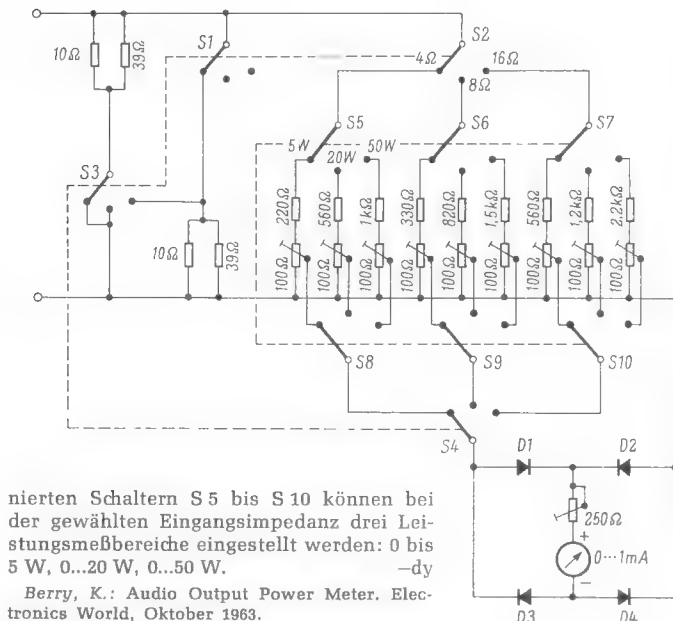 S1
S2
10Ω
39Ω
4Ω
16Ω
8Ω
S5
S6
S7
5W
20W
50W
S3
220Ω
560Ω
1kΩ
330Ω
820Ω
1,5kΩ
560Ω
1,2kΩ
2,2kΩ
10Ω
39Ω
100Ω
100Ω
100Ω
100Ω
100Ω
100Ω
100Ω
100Ω
100Ω
S8
S9
S10
S4
D1
D2
250Ω
+
0...1mA
−
D3
D4
nierten Schaltern S 5 bis S 10 können bei
der gewählten Eingangsimpedanz drei Lei-
stungsmeßbereiche eingestellt werden: 0 bis
5 W, 0...20 W, 0...50 W. —dy
Berry, K.: Audio Output Power Meter. Elec-
tronics World, Oktober 1963.